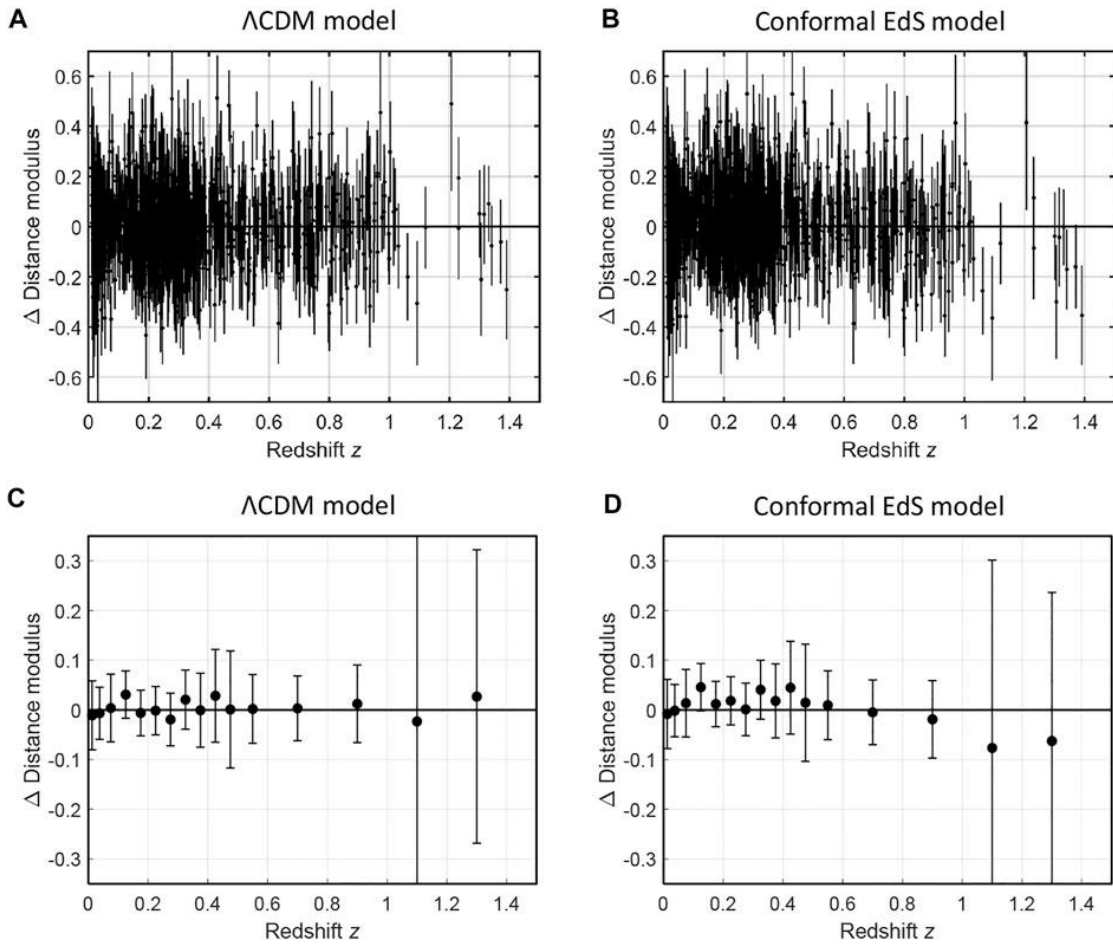 A
ΛCDM model
Δ Distance modulus
0.6
0.4
0.2
0
-0.2
-0.4
-0.6
0 0.2 0.4 0.6 0.8 1 1.2 1.4
Redshift z
B
Conformal EdS model
Δ Distance modulus
0.6
0.4
0.2
0
-0.2
-0.4
-0.6
0 0.2 0.4 0.6 0.8 1 1.2 1.4
Redshift z
C
ΛCDM model
Δ Distance modulus
0.3
0.2
0.1
0
-0.1
-0.2
-0.3
0 0.2 0.4 0.6 0.8 1 1.2 1.4
Redshift z
D
Conformal EdS model
Δ Distance modulus
0.3
0.2
0.1
0
-0.1
-0.2
-0.3
0 0.2 0.4 0.6 0.8 1 1.2 1.4
Redshift z